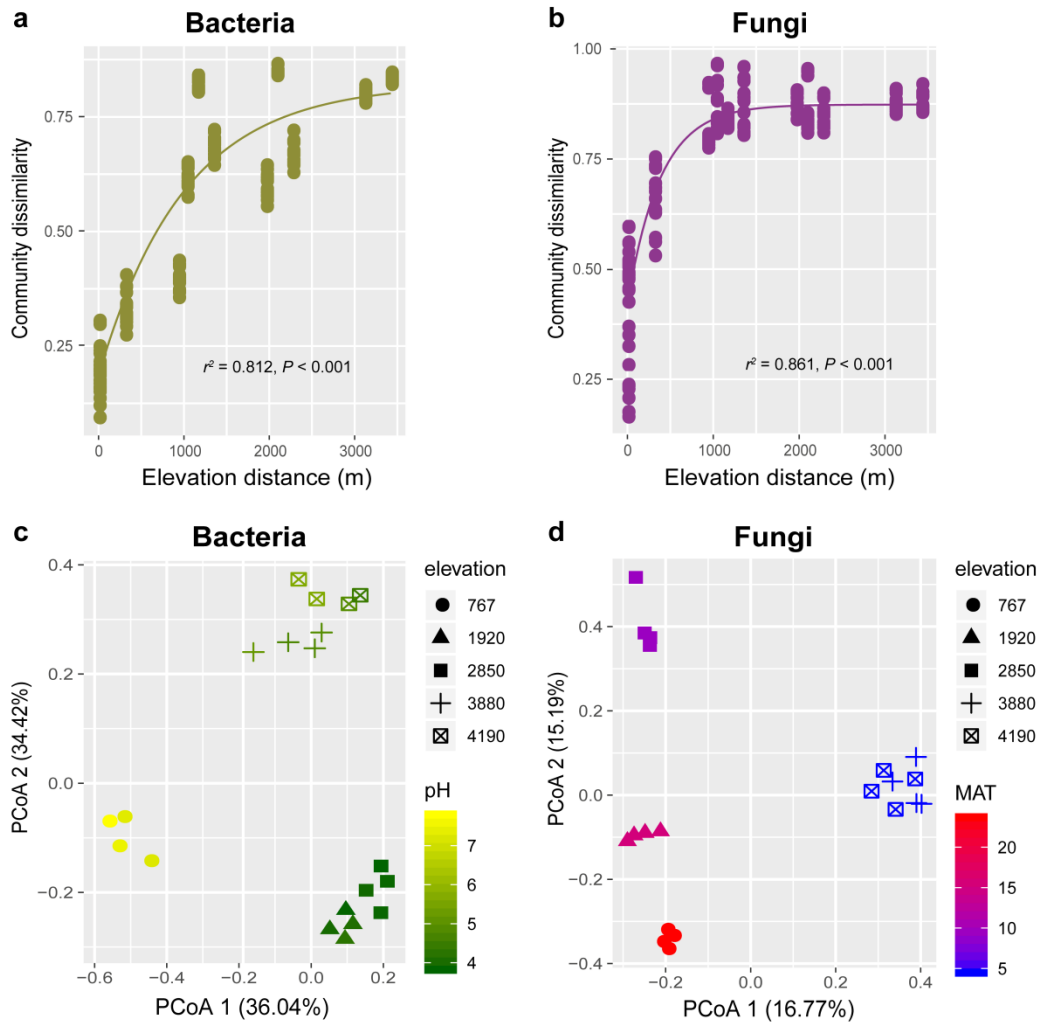 a Bacteria
Community dissimilarity
0.75
0.50
0.25
0 1000 2000 3000
Elevation distance (m)
r² = 0.812, P < 0.001
b Fungi
Community dissimilarity
1.00
0.75
0.50
0.25
0 1000 2000 3000
Elevation distance (m)
r² = 0.861, P < 0.001
c Bacteria
PCoA 2 (34.42%)
0.4
0.2
0.0
−0.2
−0.6 −0.4 −0.2 0.0 0.2
PCoA 1 (36.04%)
elevation
767
1920
2850
3880
4190
pH
7
6
5
4
d Fungi
PCoA 2 (15.19%)
0.4
0.2
0.0
−0.2
−0.4
−0.2 0.0 0.2 0.4
PCoA 1 (16.77%)
elevation
767
1920
2850
3880
4190
MAT
20
15
10
5